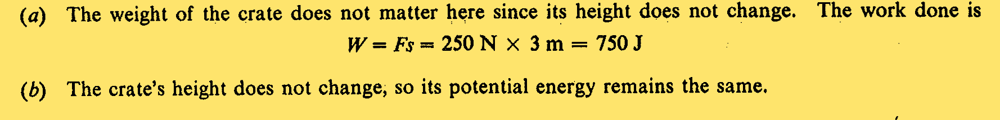 (a) The weight of the crate does not matter here since its height does not change. The work done is
W = Fs = 250 N × 3 m = 750 J
(b) The crate's height does not change, so its potential energy remains the same.